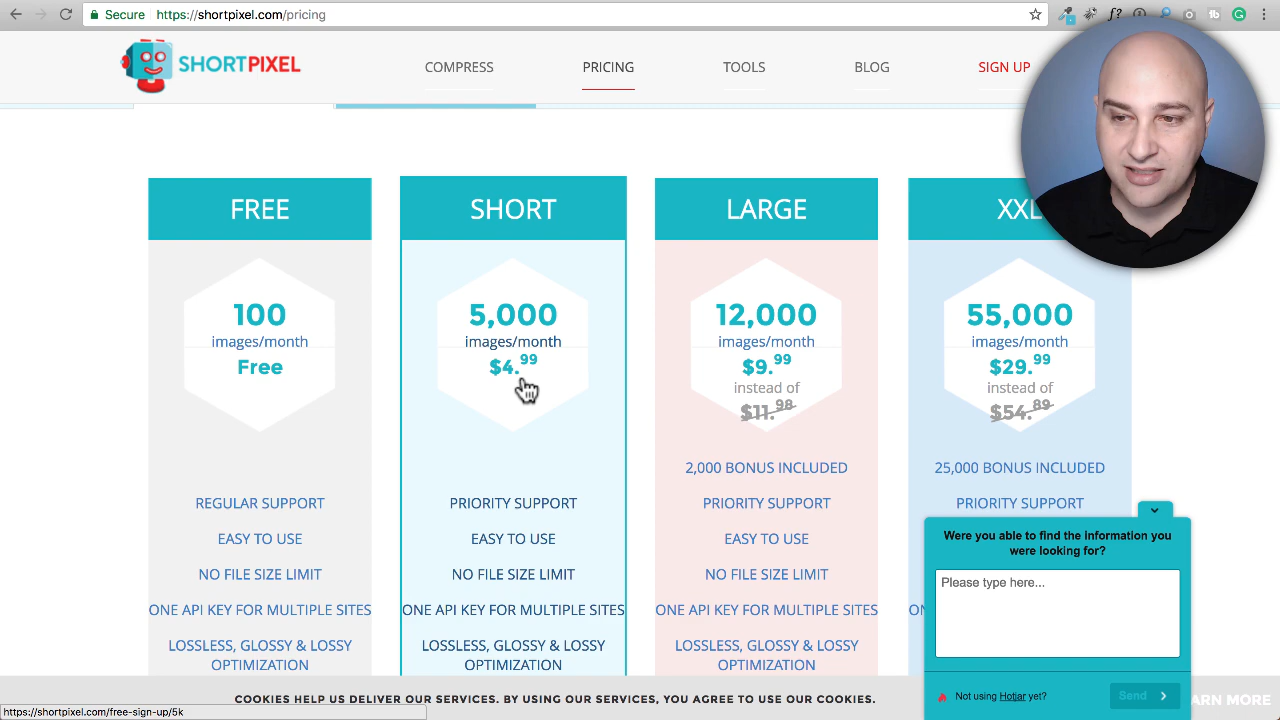 Secure
https://shortpixel.com/pricing
SHORTPIXEL
COMPRESS
PRICING
TOOLS
BLOG
SIGN UP
FREE
100
images/month
Free
REGULAR SUPPORT
EASY TO USE
NO FILE SIZE LIMIT
ONE API KEY FOR MULTIPLE SITES
LOSSLESS, GLOSSY & LOSSY
OPTIMIZATION
SHORT
5,000
images/month
$4.99
PRIORITY SUPPORT
EASY TO USE
NO FILE SIZE LIMIT
ONE API KEY FOR MULTIPLE SITES
LOSSLESS, GLOSSY & LOSSY
OPTIMIZATION
LARGE
12,000
images/month
$9.99
instead of
$11.98
2,000 BONUS INCLUDED
PRIORITY SUPPORT
EASY TO USE
NO FILE SIZE LIMIT
ONE API KEY FOR MULTIPLE SITES
LOSSLESS, GLOSSY & LOSSY
OPTIMIZATION
XXL
55,000
images/month
$29.99
instead of
$54.89
25,000 BONUS INCLUDED
PRIORITY SUPPORT
Were you able to find the information you
were looking for?
Please type here...
Not using Hotjar yet?
Send
COOKIES HELP US DELIVER OUR SERVICES. BY USING OUR SERVICES, YOU AGREE TO USE OUR COOKIES.
ARN MORE
https://shortpixel.com/free-sign-up/5k